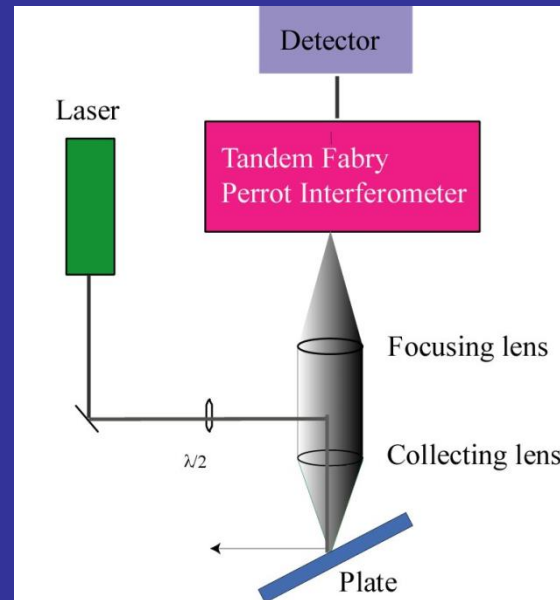 Detector
Laser
Tandem Fabry
Perrot Interferometer
Focusing lens
λ/2
Collecting lens
Plate